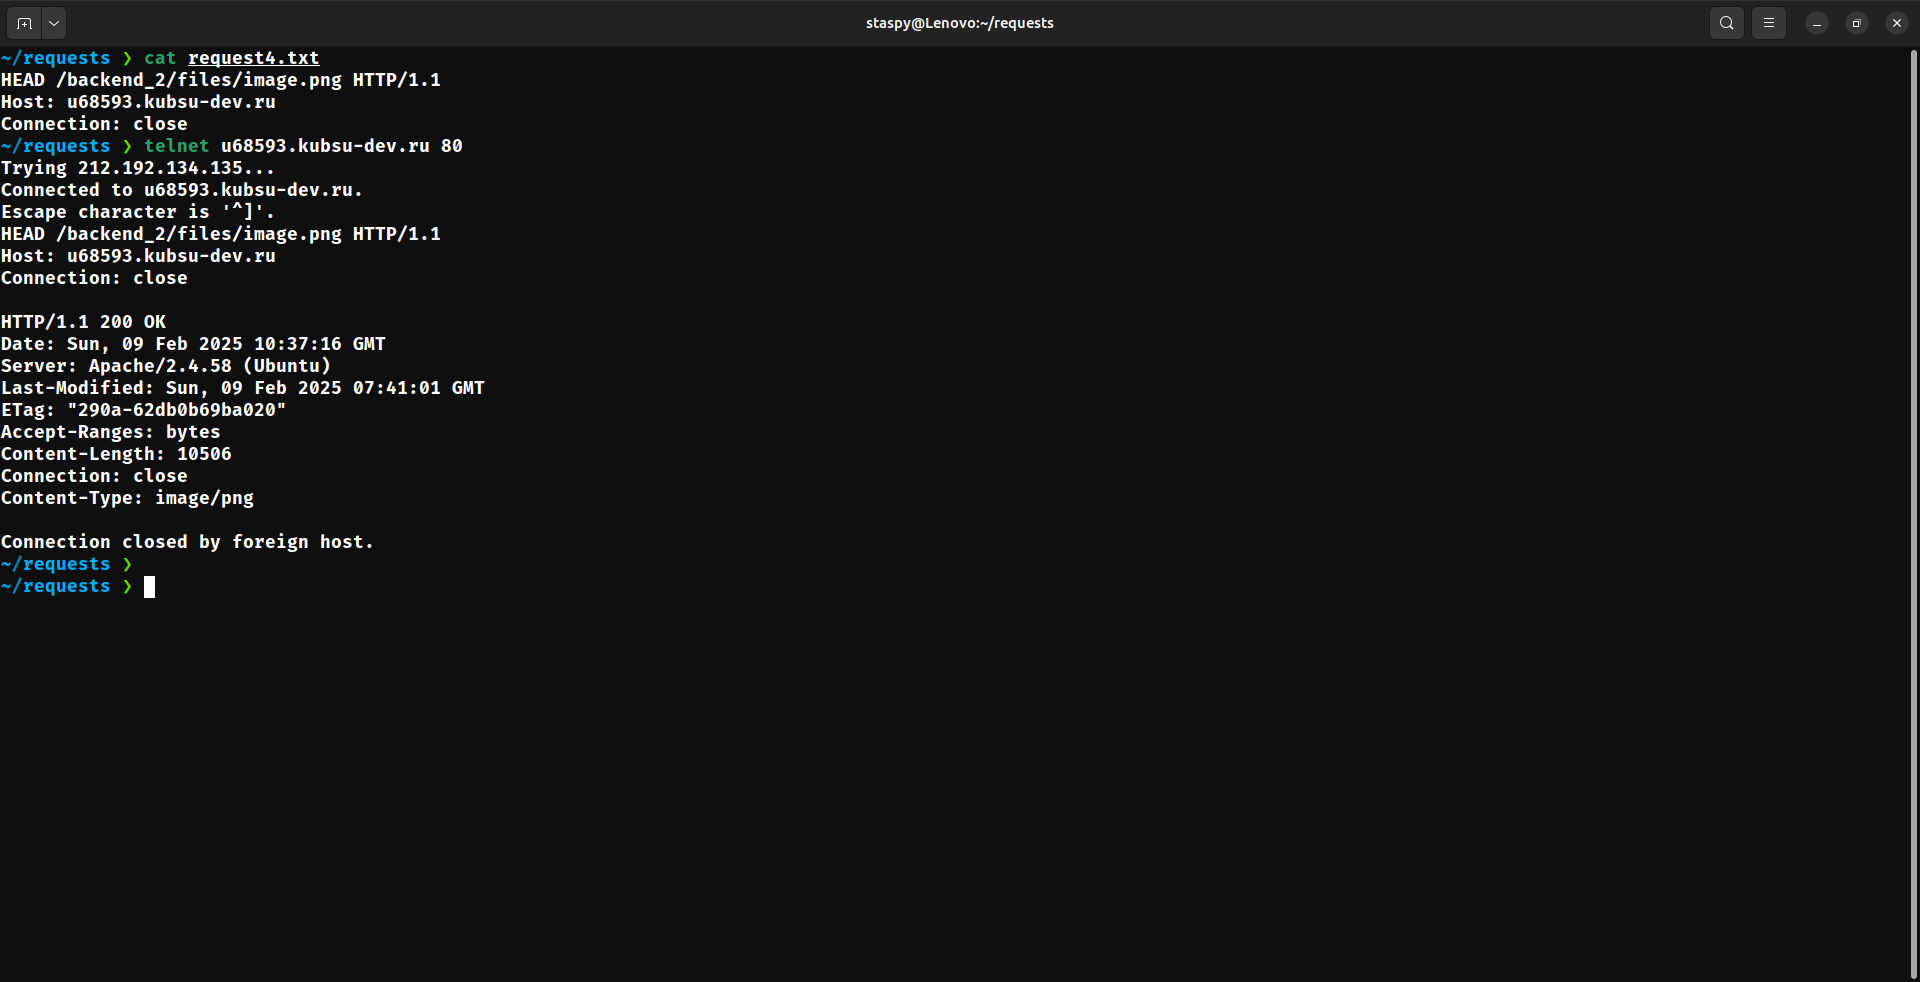 staspy@Lenovo:~/requests
~/requests ❯ cat request4.txt
HEAD /backend_2/files/image.png HTTP/1.1
Host: u68593.kubsu-dev.ru
Connection: close
~/requests ❯ telnet u68593.kubsu-dev.ru 80
Trying 212.192.134.135...
Connected to u68593.kubsu-dev.ru.
Escape character is '^]'.
HEAD /backend_2/files/image.png HTTP/1.1
Host: u68593.kubsu-dev.ru
Connection: close

HTTP/1.1 200 OK
Date: Sun, 09 Feb 2025 10:37:16 GMT
Server: Apache/2.4.58 (Ubuntu)
Last-Modified: Sun, 09 Feb 2025 07:41:01 GMT
ETag: "290a-62db0b69ba020"
Accept-Ranges: bytes
Content-Length: 10506
Connection: close
Content-Type: image/png

Connection closed by foreign host.
~/requests ❯
~/requests ❯